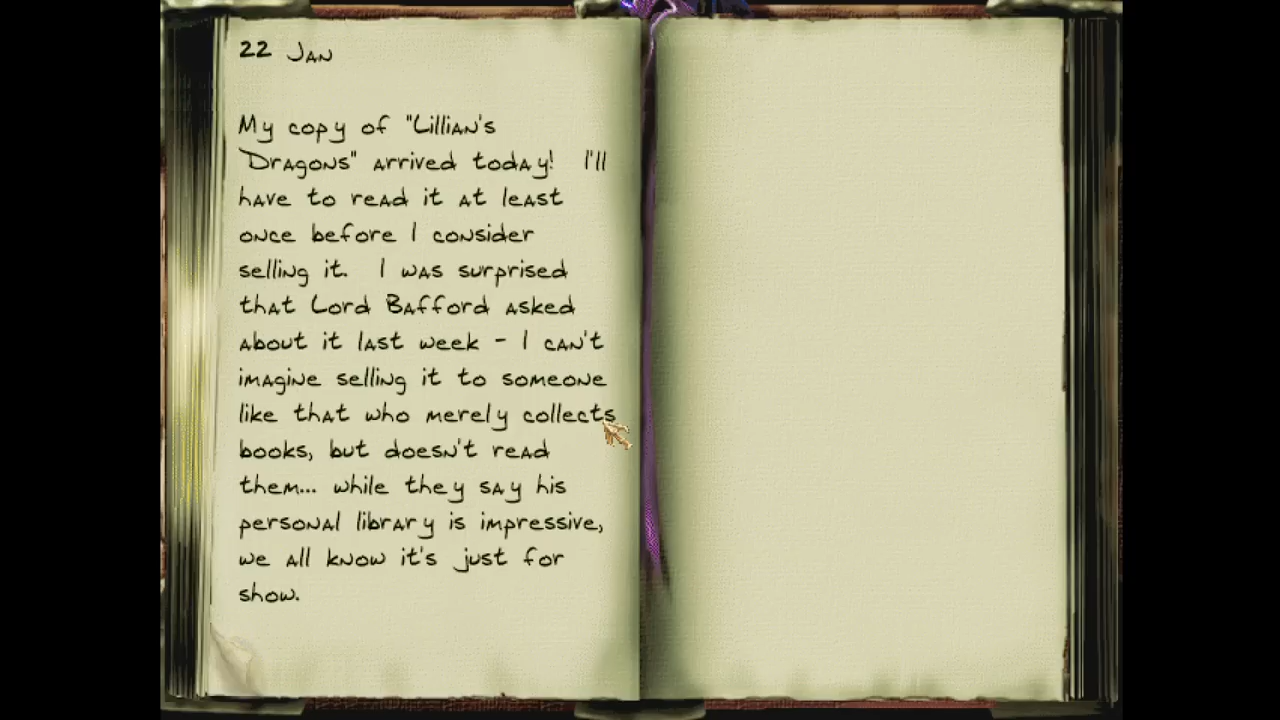 22 Jan
My copy of "Lillian's
Dragons" arrived today!  I'll
have to read it at least
once before I consider
selling it.  I was surprised
that Lord Bafford asked
about it last week - I can't
imagine selling it to someone
like that who merely collects
books, but doesn't read
them... while they say his
personal library is impressive,
we all know it's just for
show.